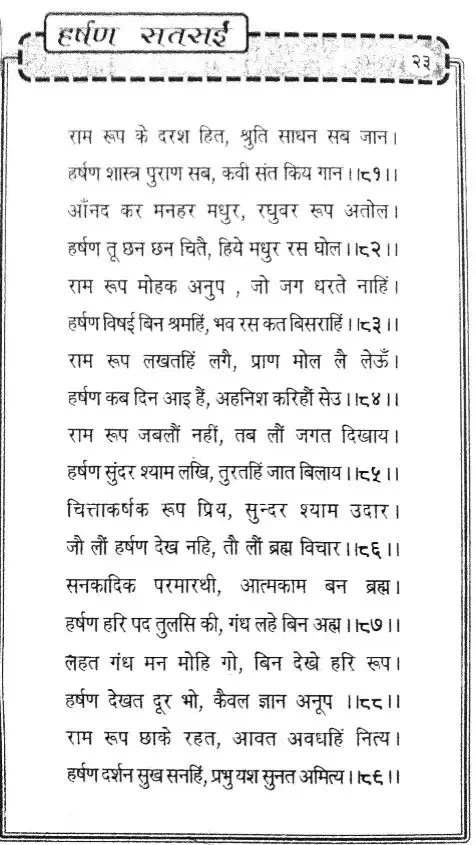 हर्षण सतसई
२३
राम रूप के दरश हित, श्रुति साधन सब जान।
हर्षण शास्त्र पुराण सब, कवी संत किय गान।।८१।।
आँनद कर मनहर मधुर, रघुवर रूप अतोल।
हर्षण तू छन छन चितै, हिये मधुर रस घोल।।८२।।
राम रूप मोहक अनुप , जो जग धरते नाहिं।
हर्षण विषई बिन श्रमहिं, भव रस कत बिसराहिं।।८३।।
राम रूप लखतहिं लगै, प्राण मोल लै लेऊँ।
हर्षण कब दिन आइ हैं, अहनिश करिहौं सेउ।।८४।।
राम रूप जबलौं नहीं, तब लौं जगत दिखाय।
हर्षण सुंदर श्याम लखि, तुरतहिं जात बिलाय।।८५।।
चित्ताकर्षक रूप प्रिय, सुन्दर श्याम उदार।
जौ लौं हर्षण देख नहि, तौ लौं ब्रह्म विचार।।८६।।
सनकादिक परमारथी, आत्मकाम बन ब्रह्म।
हर्षण हरि पद तुलसि की, गंध लहे बिन अह्म।।८७।।
लहत गंध मन मोहि गो, बिन देखे हरि रूप।
हर्षण देखत दूर भो, कैवल ज्ञान अनूप ।।८८।।
राम रूप छाके रहत, आवत अवधहिं नित्य।
हर्षण दर्शन सुख सनहिं, प्रभु यश सुनत अमित्य।।८९।।